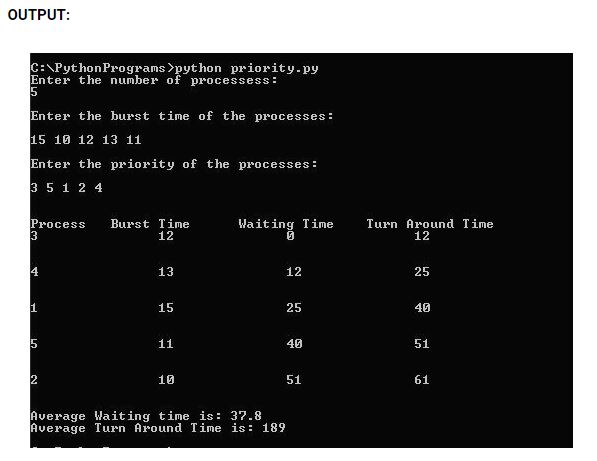 OUTPUT:
C:\PythonPrograms>python priority.py
Enter the number of processess:
5
Enter the burst time of the processes:
15 10 12 13 11
Enter the priority of the processes:
3 5 1 2 4
Process Burst Time Waiting Time Turn Around Time
3 12 0 12
4 13 12 25
1 15 25 40
5 11 40 51
2 10 51 61
Average Waiting time is: 37.8
Average Turn Around Time is: 189